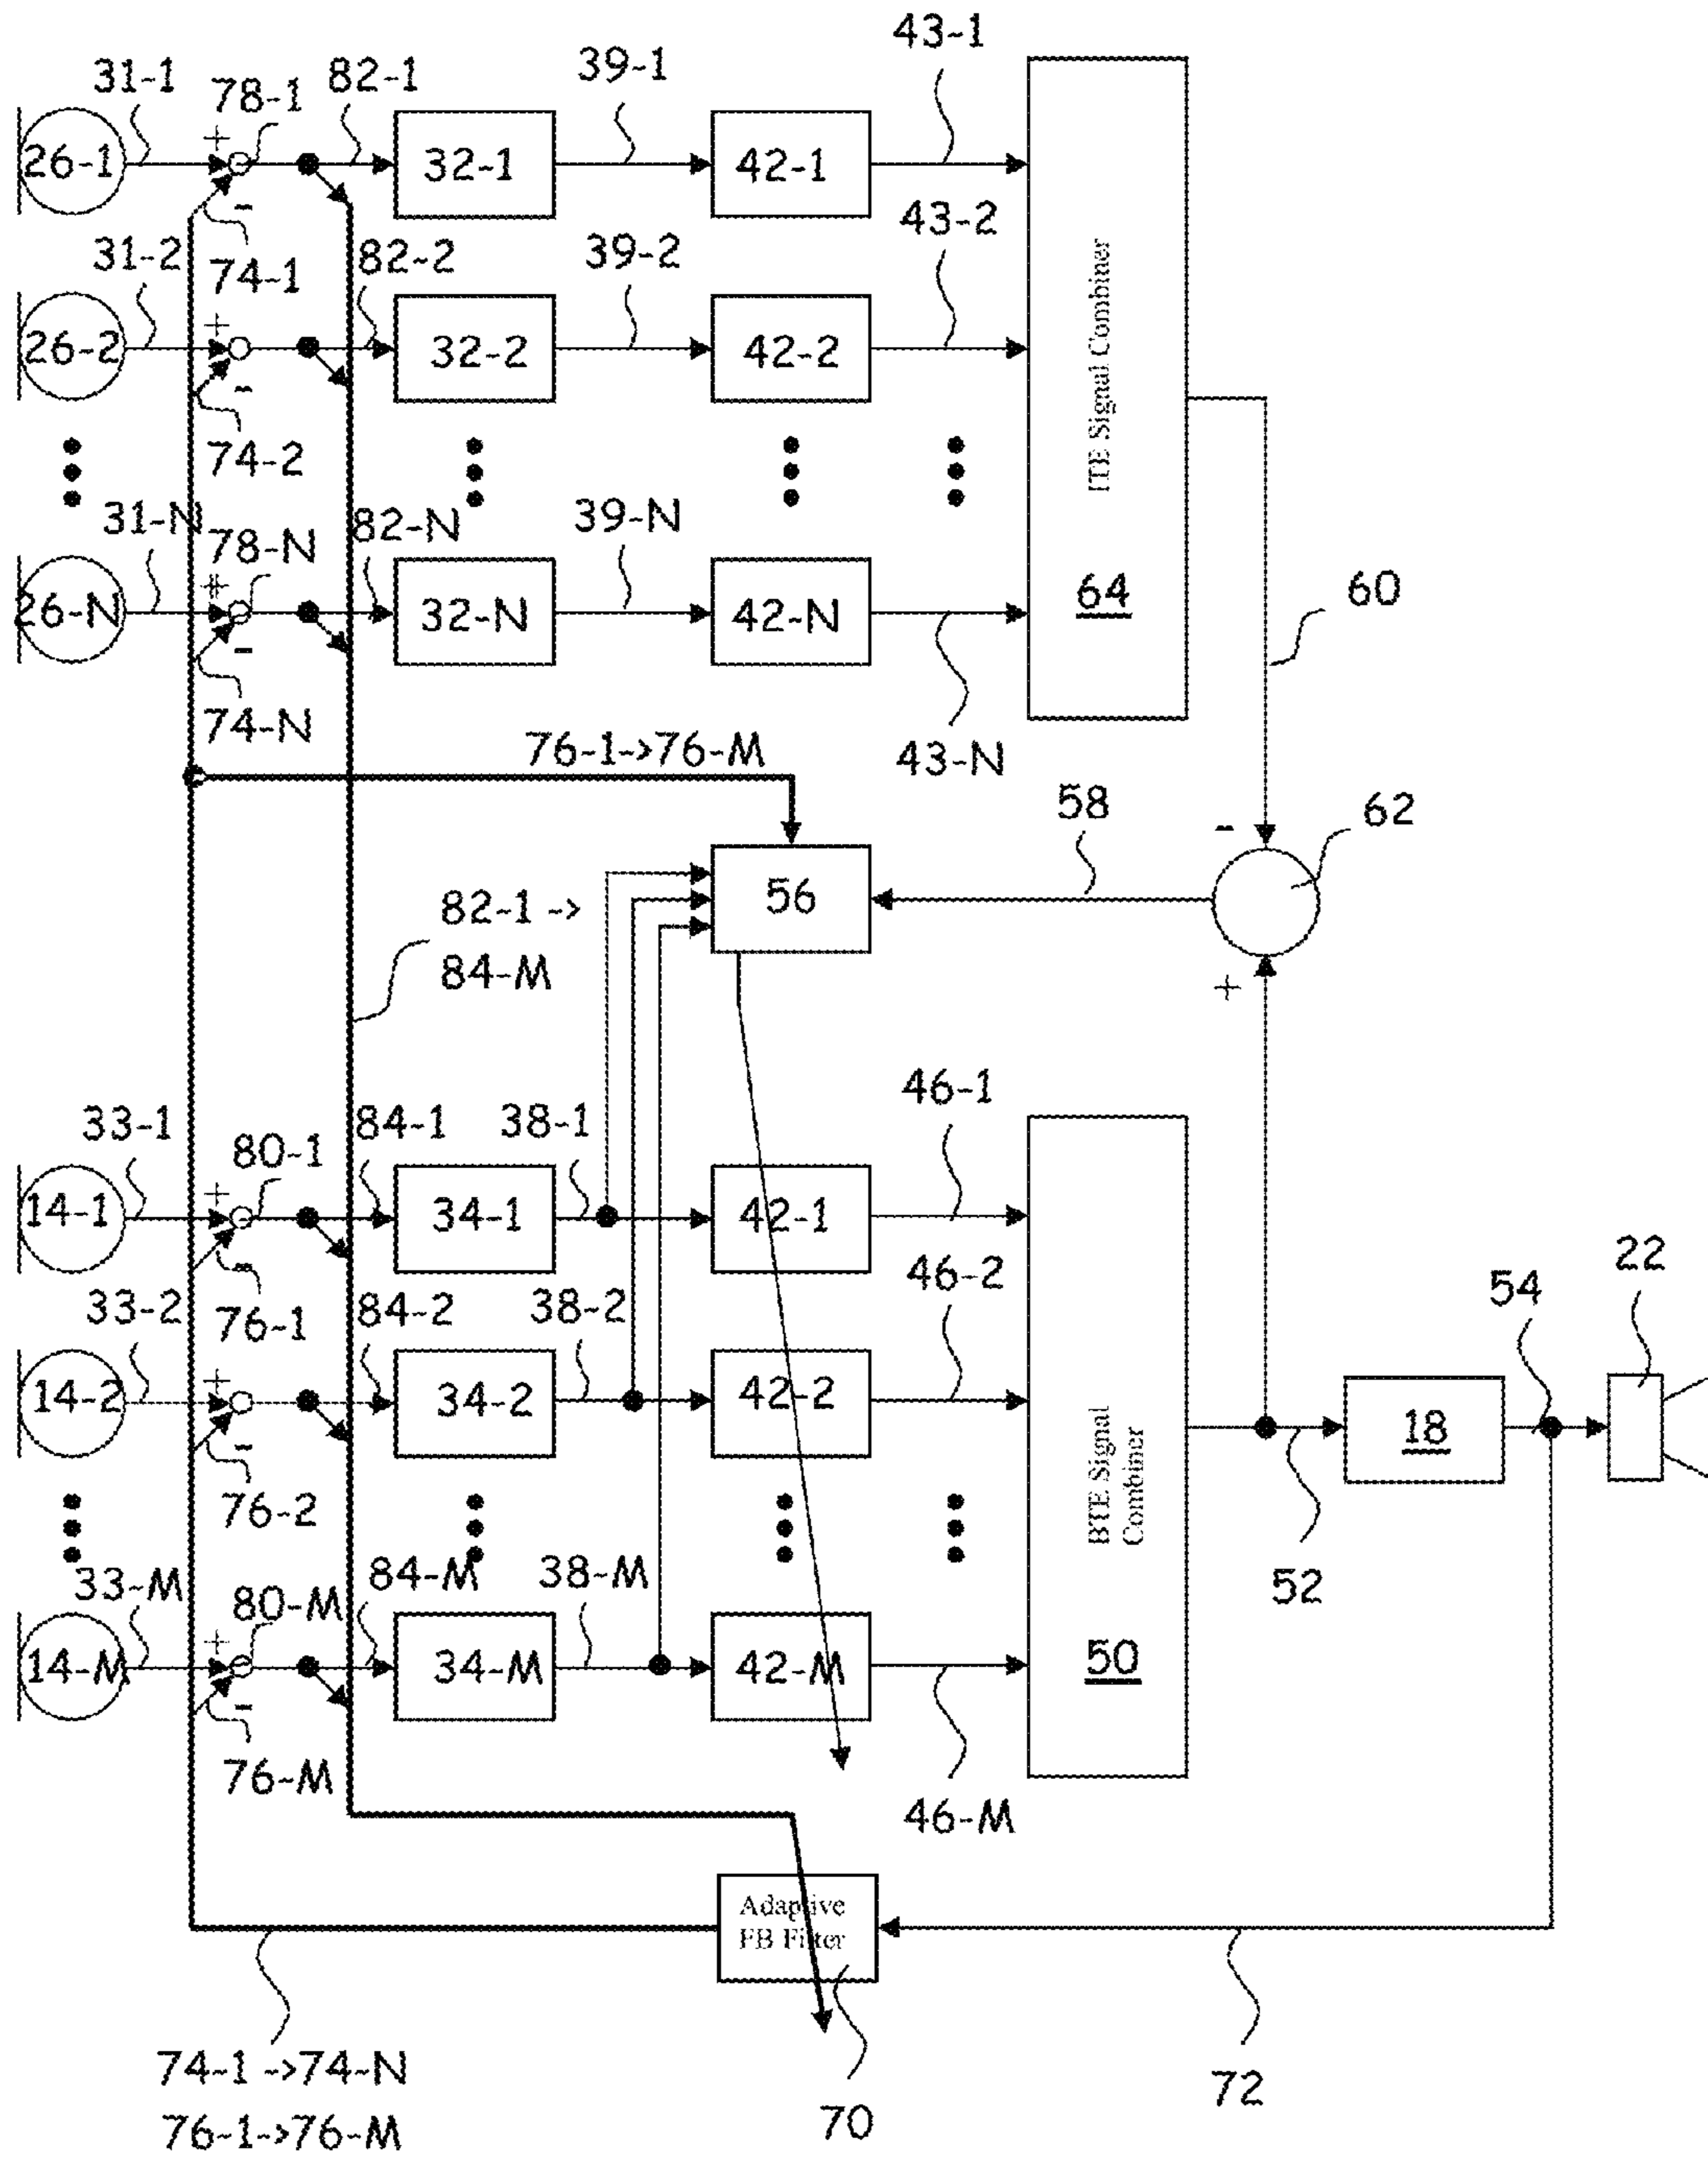 43-1
31-1
78-1
82-1
39-1
+
26-1
32-1
42-1
-
43-2
31-2
74-1
82-2
39-2
+
26-2
32-2
42-2
-
ITE Signal Combiner
74-2
31-N
78-N
82-N
39-N
+
26-N
32-N
42-N
64
60
-
74-N
76-1->76-M
43-N
58
-
62
56
82-1 ->
84-M
+
46-1
33-1
80-1
84-1
38-1
+
14-1
34-1
42-1
-
46-2
22
33-2
76-1
84-2
38-2
54
+
14-2
34-2
42-2
18
-
BTE Signal
Combiner
76-2
33-M
80-M
84-M
38-M
52
+
14-M
34-M
42-M
50
-
76-M
46-M
Adaptive
FB Filter
74-1 ->74-N
76-1->76-M
70
72